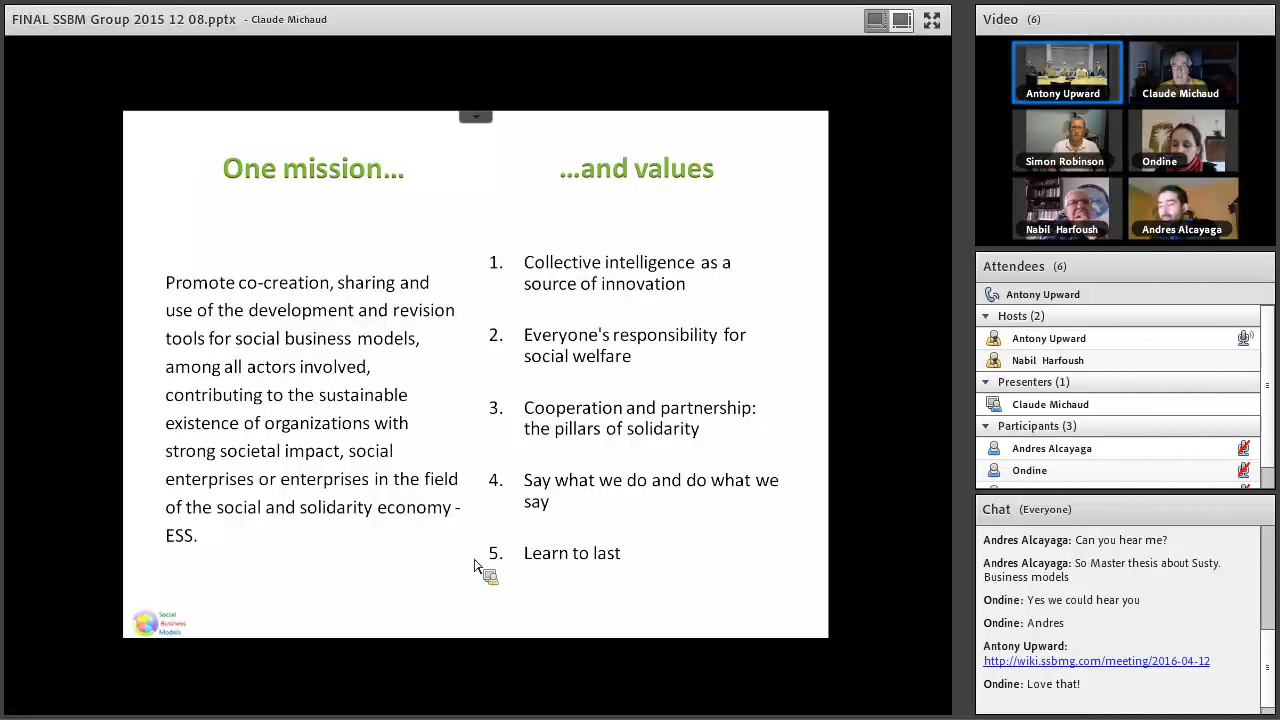 FINAL SSBM Group 2015 12 08.pptx - Claude Michaud
One mission...
Promote co-creation, sharing and
use of the development and revision
tools for social business models,
among all actors involved,
contributing to the sustainable
existence of organizations with
strong societal impact, social
enterprises or enterprises in the field
of the social and solidarity economy -
ESS.
...and values
1. Collective intelligence as a
source of innovation
2. Everyone's responsibility for
social welfare
3. Cooperation and partnership:
the pillars of solidarity
4. Say what we do and do what we
say
5. Learn to last
Social
Business
Models
Video (6)
Antony Upward
Claude Michaud
Simon Robinson
Ondine
Nabil Harfoush
Andres Alcayaga
Attendees (6)
Antony Upward
Hosts (2)
Antony Upward
Nabil Harfoush
Presenters (1)
Claude Michaud
Participants (3)
Andres Alcayaga
Ondine
Chat (Everyone)
Andres Alcayaga: Can you hear me?
Andres Alcayaga: So Master thesis about Susty.
Business models
Ondine: Yes we could hear you
Ondine: Andres
Antony Upward:
http://wiki.ssbmg.com/meeting/2016-04-12
Ondine: Love that!